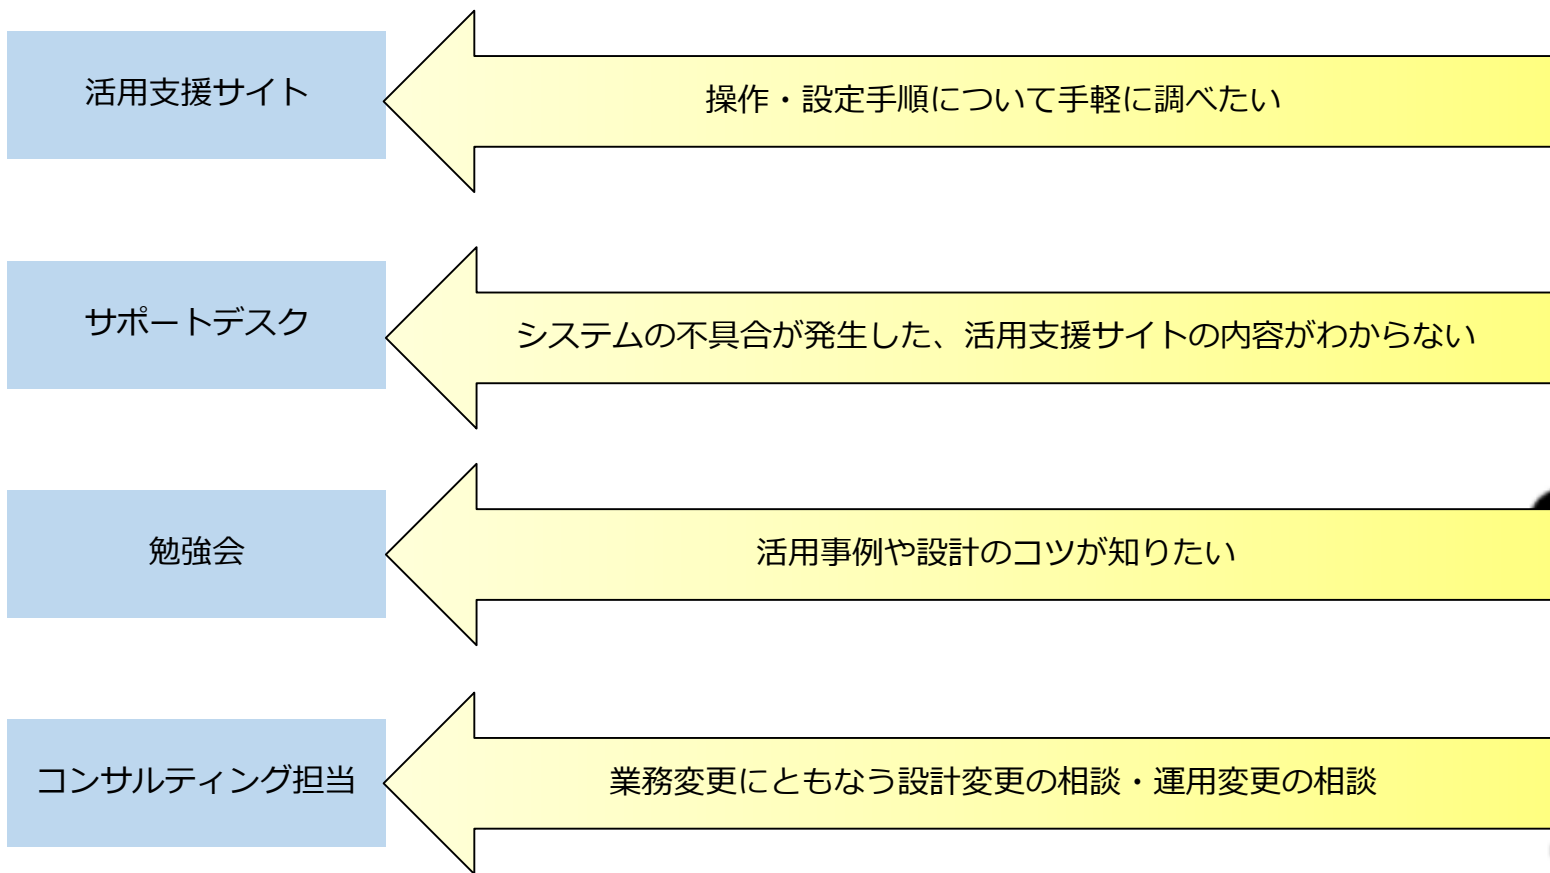 活用支援サイト
操作・設定手順について手軽に調べたい
サポートデスク
システムの不具合が発生した、活用支援サイトの内容がわからない
勉強会
活用事例や設計のコツが知りたい
コンサルティング担当
業務変更にともなう設計変更の相談・運用変更の相談